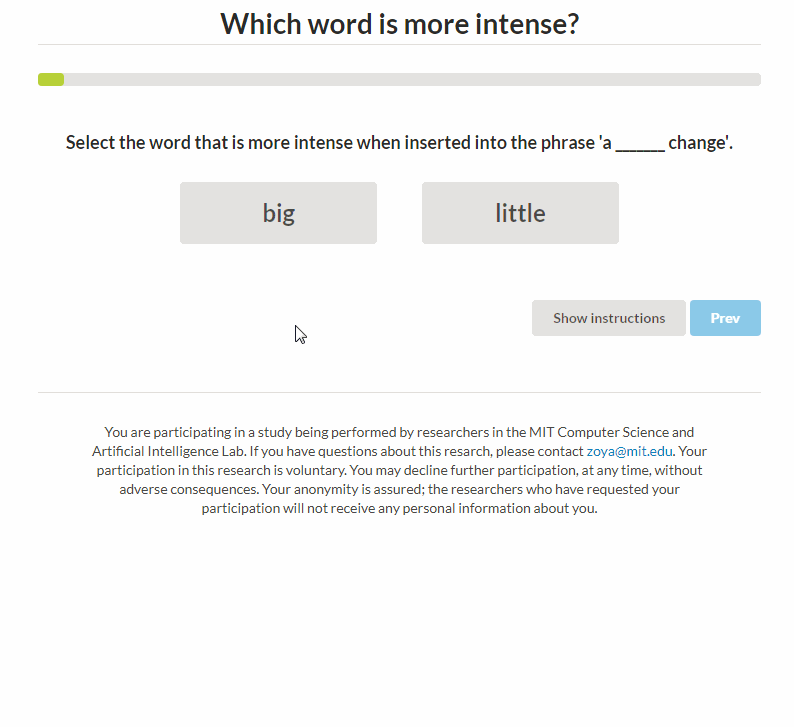 Which word is more intense?
Select the word that is more intense when inserted into the phrase 'a _______ change'.
big
little
Show instructions
Prev
You are participating in a study being performed by researchers in the MIT Computer Science and
Artificial Intelligence Lab. If you have questions about this resarch, please contact zoya@mit.edu. Your
participation in this research is voluntary. You may decline further participation, at any time, without
adverse consequences. Your anonymity is assured; the researchers who have requested your
participation will not receive any personal information about you.